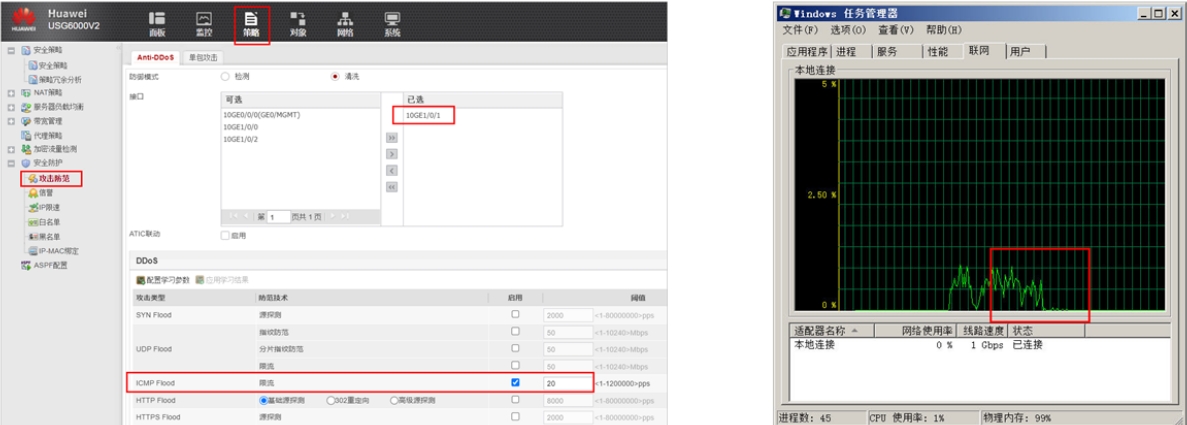 Huawei
USG6000V2
HUAWEI
面板
监控
策略
对象
网络
系统
安全策略
安全策略
策略冗余分析
NAT策略
服务器负载均衡
带宽管理
代理策略
加密流量检测
安全防护
攻击防范
信誉
IP限速
白名单
黑名单
IP-MAC绑定
ASPF配置
Anti-DDoS 单包攻击
防御模式 检测 清洗
接口 可选 已选
10GE0/0/0(GE0/MGMT)
10GE1/0/0
10GE1/0/2
10GE1/0/1
第 1 页共 1 页
ATIC联动 启用
DDoS
配置学习参数 应用学习结果
攻击类型 防范技术 启用 阈值
SYN Flood 源探测 2000 <1-80000000>pps
指纹防范 50 <1-10240>Mbps
UDP Flood 分片指纹防范 50 <1-10240>Mbps
限流 50 <1-10240>Mbps
ICMP Flood 限流 20 <1-1200000>pps
HTTP Flood 基础源探测 302重定向 高级源探测 8000 <1-80000000>pps
HTTPS Flood 源探测 2000 <1-80000000>pps
Windows 任务管理器
文件(F) 选项(O) 查看(V) 帮助(H)
应用程序 进程 服务 性能 联网 用户
本地连接
5 %
2.50 %
0 %
适配器名称 网络使用率 线路速度 状态
本地连接 0 % 1 Gbps 已连接
进程数: 45 CPU 使用率: 1% 物理内存: 99%